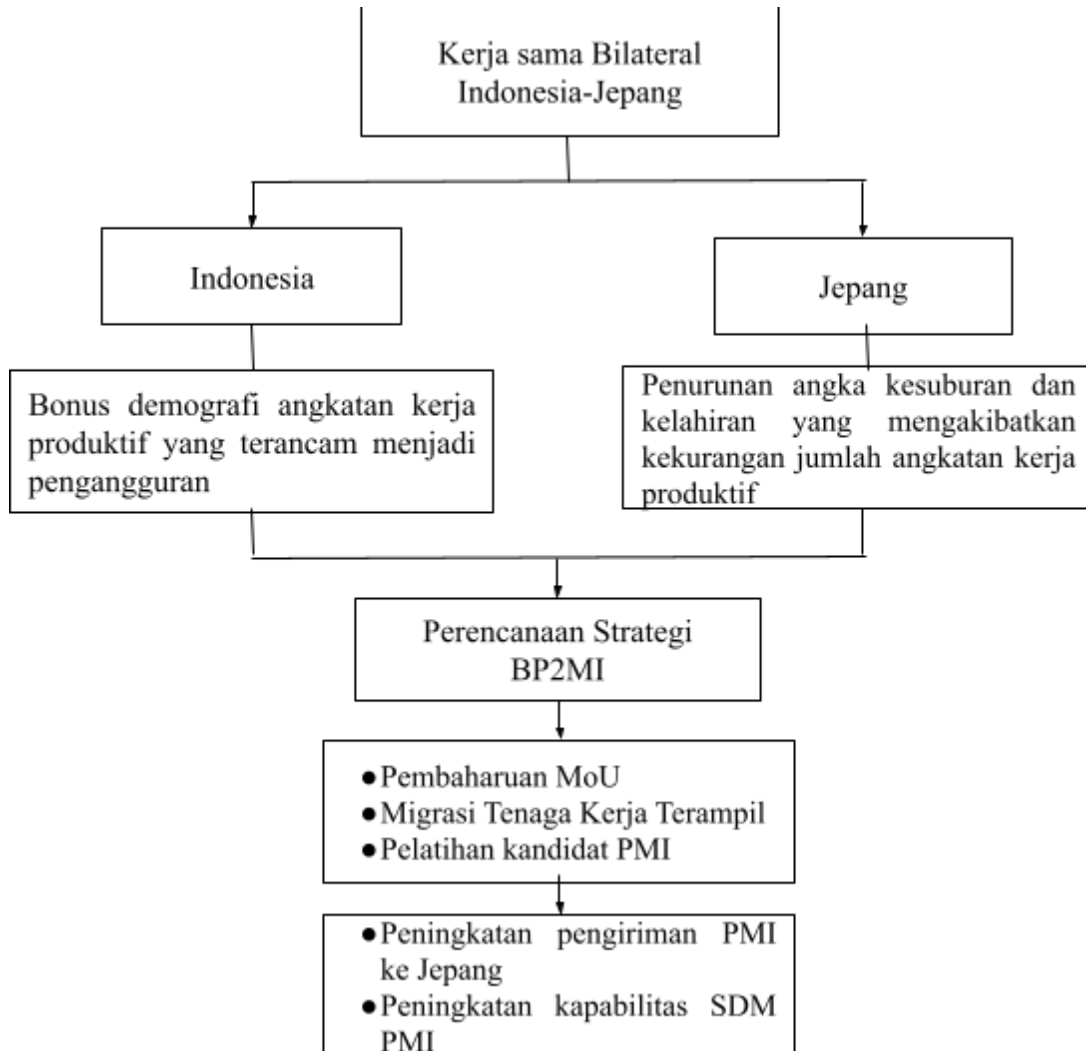 Kerja sama Bilateral
Indonesia-Jepang
Indonesia
Jepang
Bonus demografi angkatan kerja
produktif yang terancam menjadi
pengangguran
Penurunan angka kesuburan dan
kelahiran yang mengakibatkan
kekurangan jumlah angkatan kerja
produktif
Perencanaan Strategi
BP2MI
●Pembaharuan MoU
●Migrasi Tenaga Kerja Terampil
●Pelatihan kandidat PMI
●Peningkatan pengiriman PMI
ke Jepang
●Peningkatan kapabilitas SDM
PMI